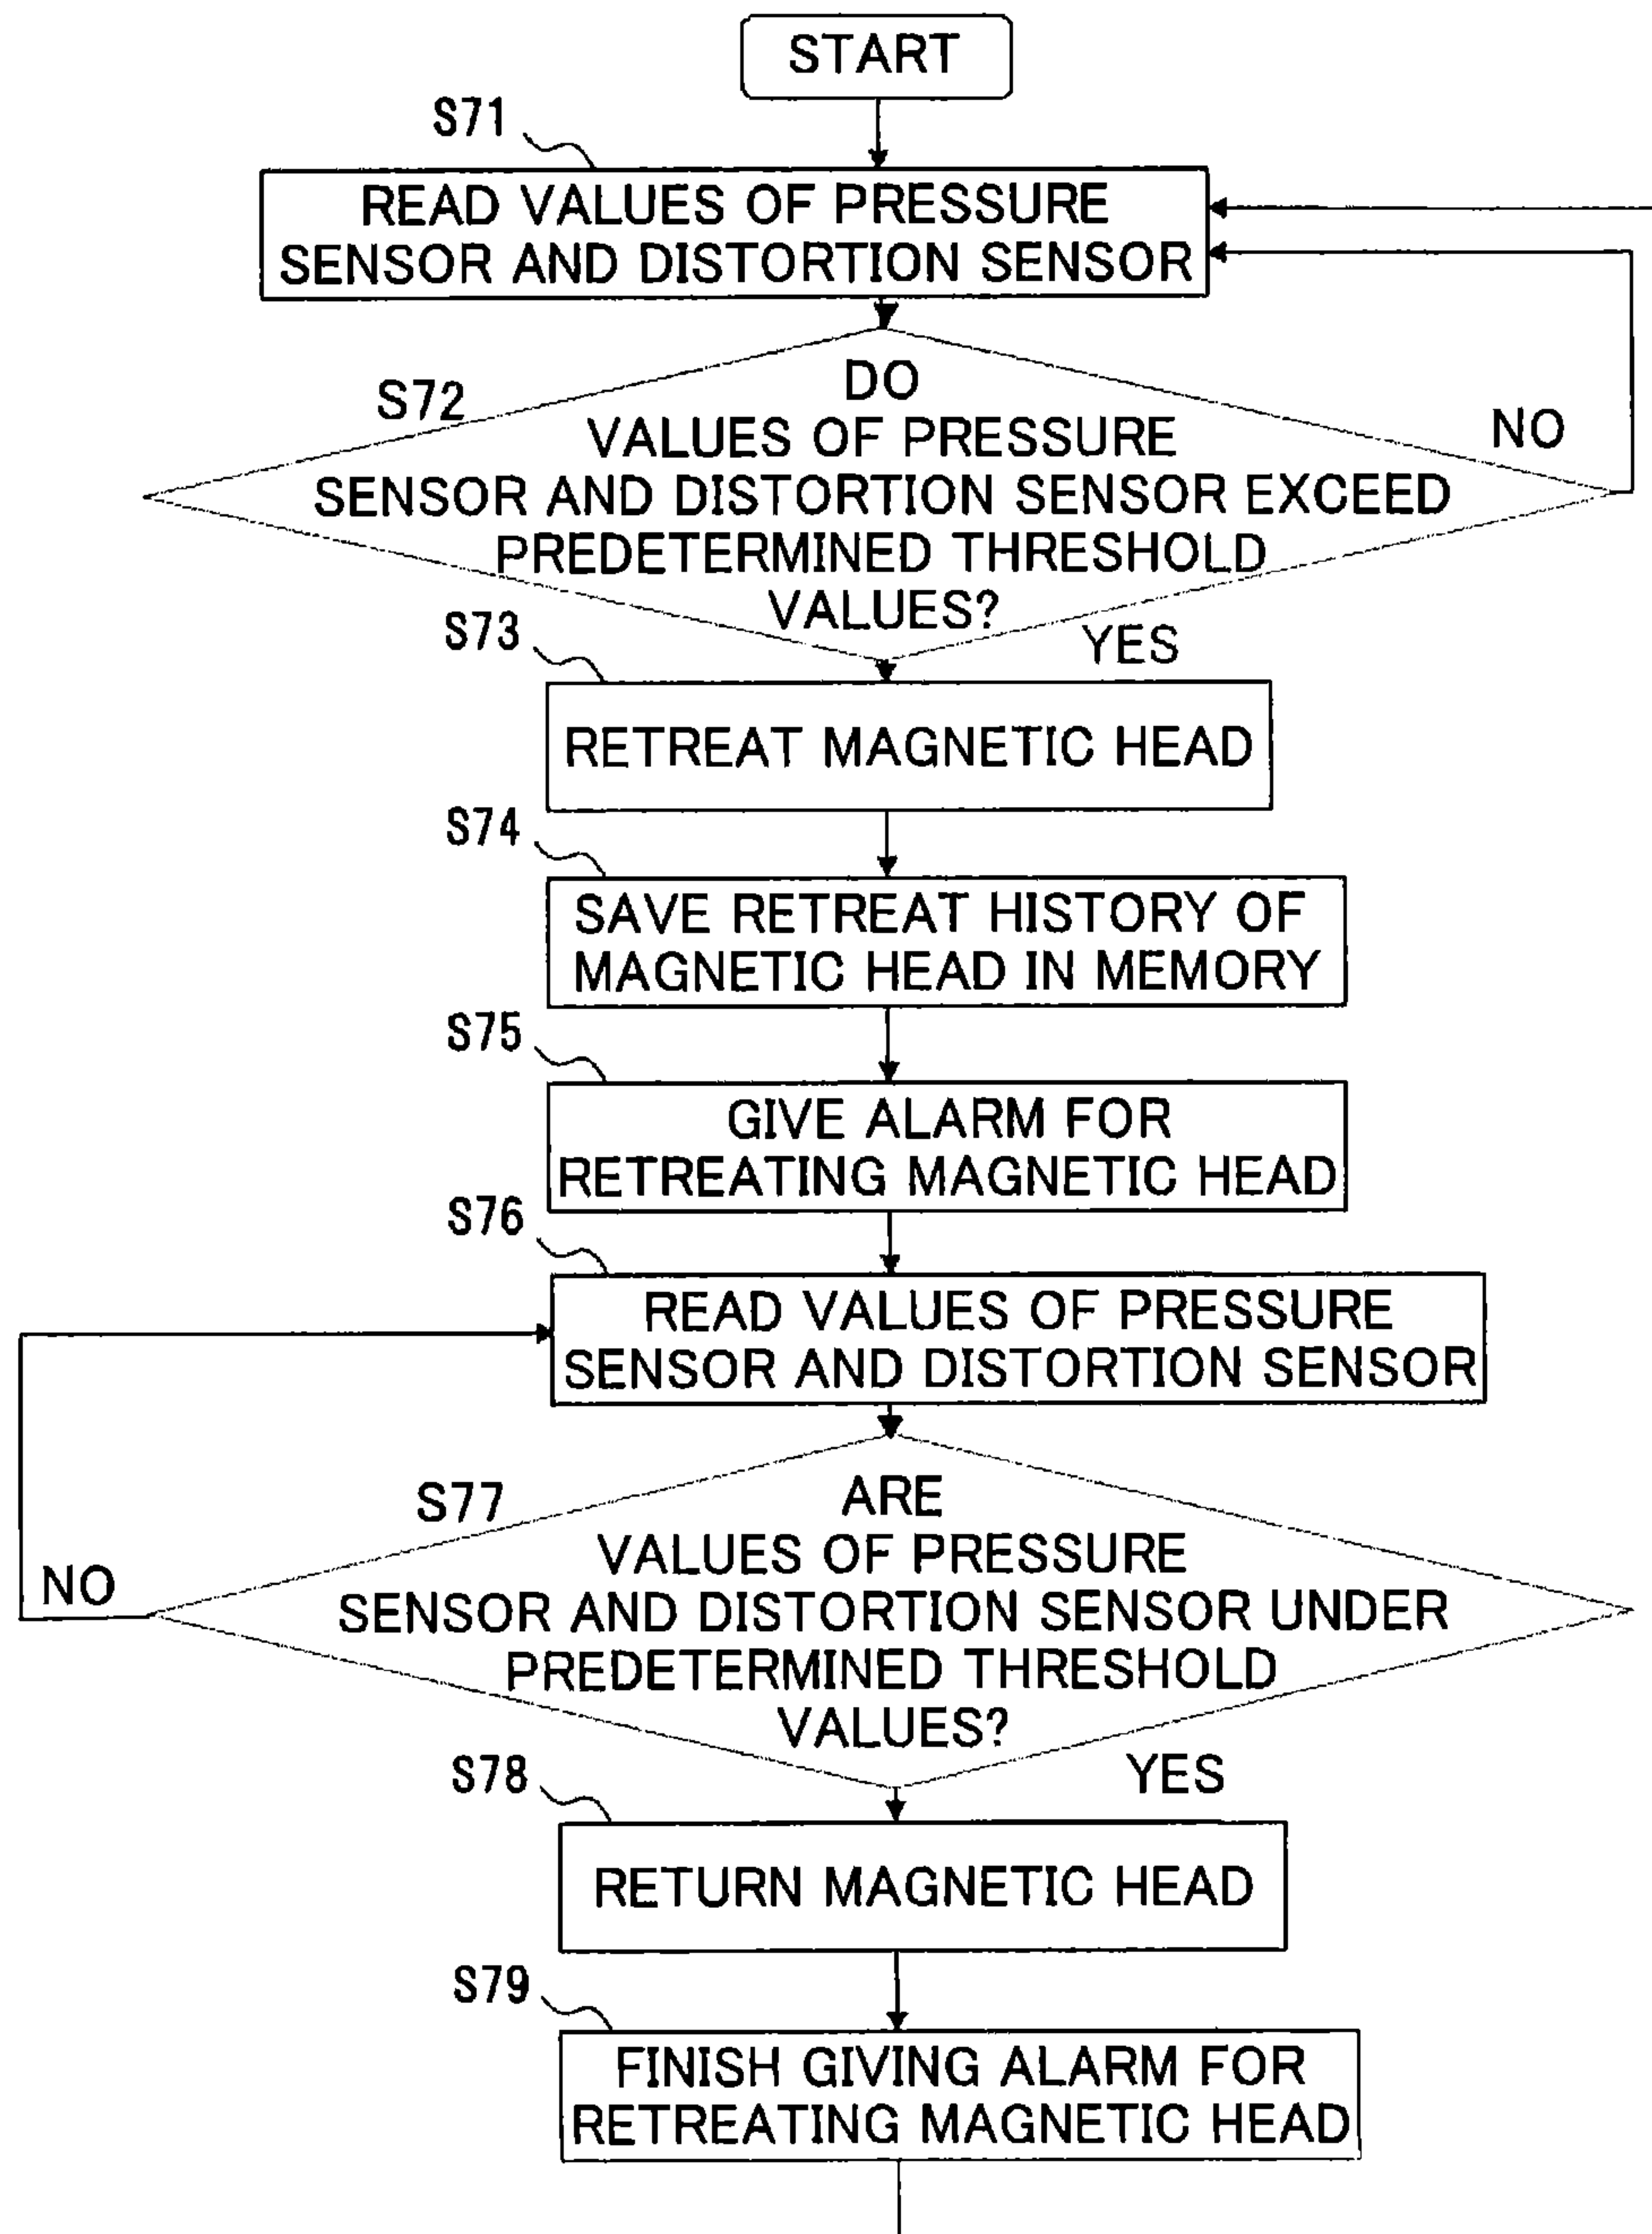 START
S71
READ VALUES OF PRESSURE
SENSOR AND DISTORTION SENSOR
S72
DO
VALUES OF PRESSURE
SENSOR AND DISTORTION SENSOR EXCEED
PREDETERMINED THRESHOLD
VALUES?
NO
YES
S73
RETREAT MAGNETIC HEAD
S74
SAVE RETREAT HISTORY OF
MAGNETIC HEAD IN MEMORY
S75
GIVE ALARM FOR
RETREATING MAGNETIC HEAD
S76
READ VALUES OF PRESSURE
SENSOR AND DISTORTION SENSOR
S77
ARE
VALUES OF PRESSURE
SENSOR AND DISTORTION SENSOR UNDER
PREDETERMINED THRESHOLD
VALUES?
NO
YES
S78
RETURN MAGNETIC HEAD
S79
FINISH GIVING ALARM FOR
RETREATING MAGNETIC HEAD